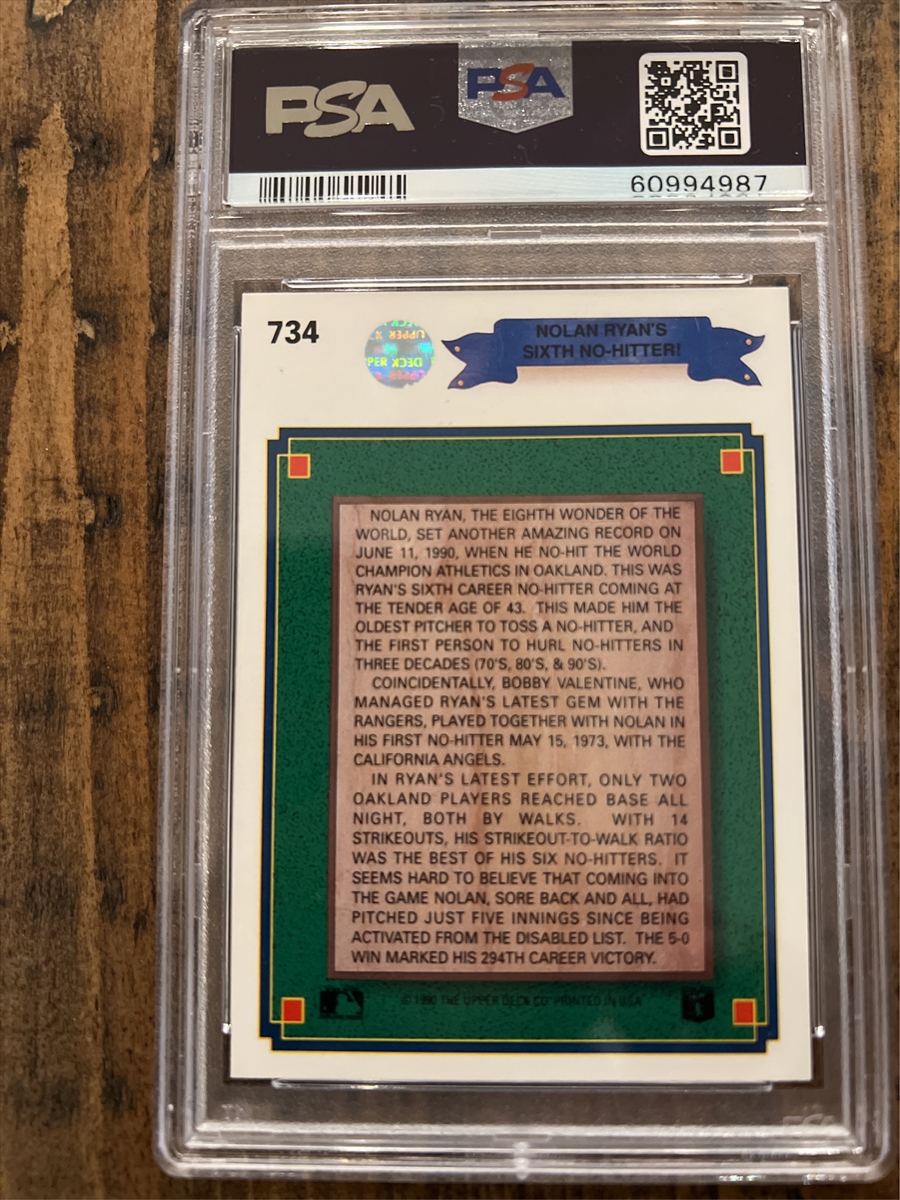 PSA
PSA
60994987
734
UPPER
DECK
NOLAN RYAN'S
SIXTH NO-HITTER!
NOLAN RYAN, THE EIGHTH WONDER OF THE
WORLD, SET ANOTHER AMAZING RECORD ON
JUNE 11, 1990, WHEN HE NO-HIT THE WORLD
CHAMPION ATHLETICS IN OAKLAND. THIS WAS
RYAN'S SIXTH CAREER NO-HITTER COMING AT
THE TENDER AGE OF 43. THIS MADE HIM THE
OLDEST PITCHER TO TOSS A NO-HITTER, AND
THE FIRST PERSON TO HURL NO-HITTERS IN
THREE DECADES (70'S, 80'S, & 90'S).
COINCIDENTALLY, BOBBY VALENTINE, WHO
MANAGED RYAN'S LATEST GEM WITH THE
RANGERS, PLAYED TOGETHER WITH NOLAN IN
HIS FIRST NO-HITTER MAY 15, 1973, WITH THE
CALIFORNIA ANGELS.
IN RYAN'S LATEST EFFORT, ONLY TWO
OAKLAND PLAYERS REACHED BASE ALL
NIGHT, BOTH BY WALKS. WITH 14
STRIKEOUTS, HIS STRIKEOUT-TO-WALK RATIO
WAS THE BEST OF HIS SIX NO-HITTERS. IT
SEEMS HARD TO BELIEVE THAT COMING INTO
THE GAME NOLAN, SORE BACK AND ALL, HAD
PITCHED JUST FIVE INNINGS SINCE BEING
ACTIVATED FROM THE DISABLED LIST. THE 5-0
WIN MARKED HIS 294TH CAREER VICTORY.
© 1990 THE UPPER DECK CO. PRINTED IN USA